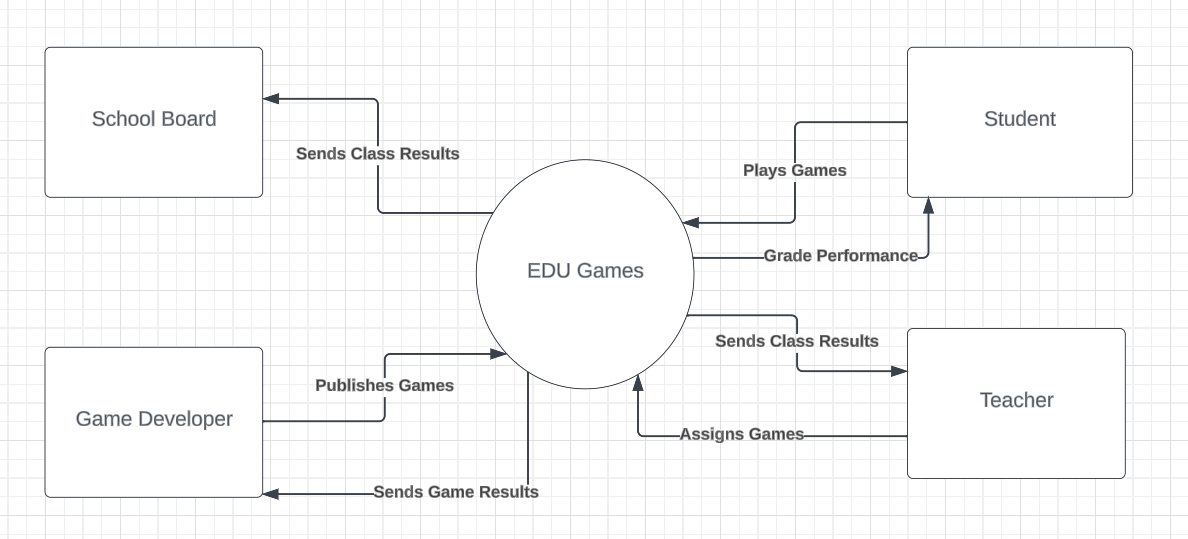 School Board
Student
Sends Class Results
Plays Games
Grade Performance
EDU Games
Sends Class Results
Publishes Games
Game Developer
Teacher
Assigns Games
Sends Game Results